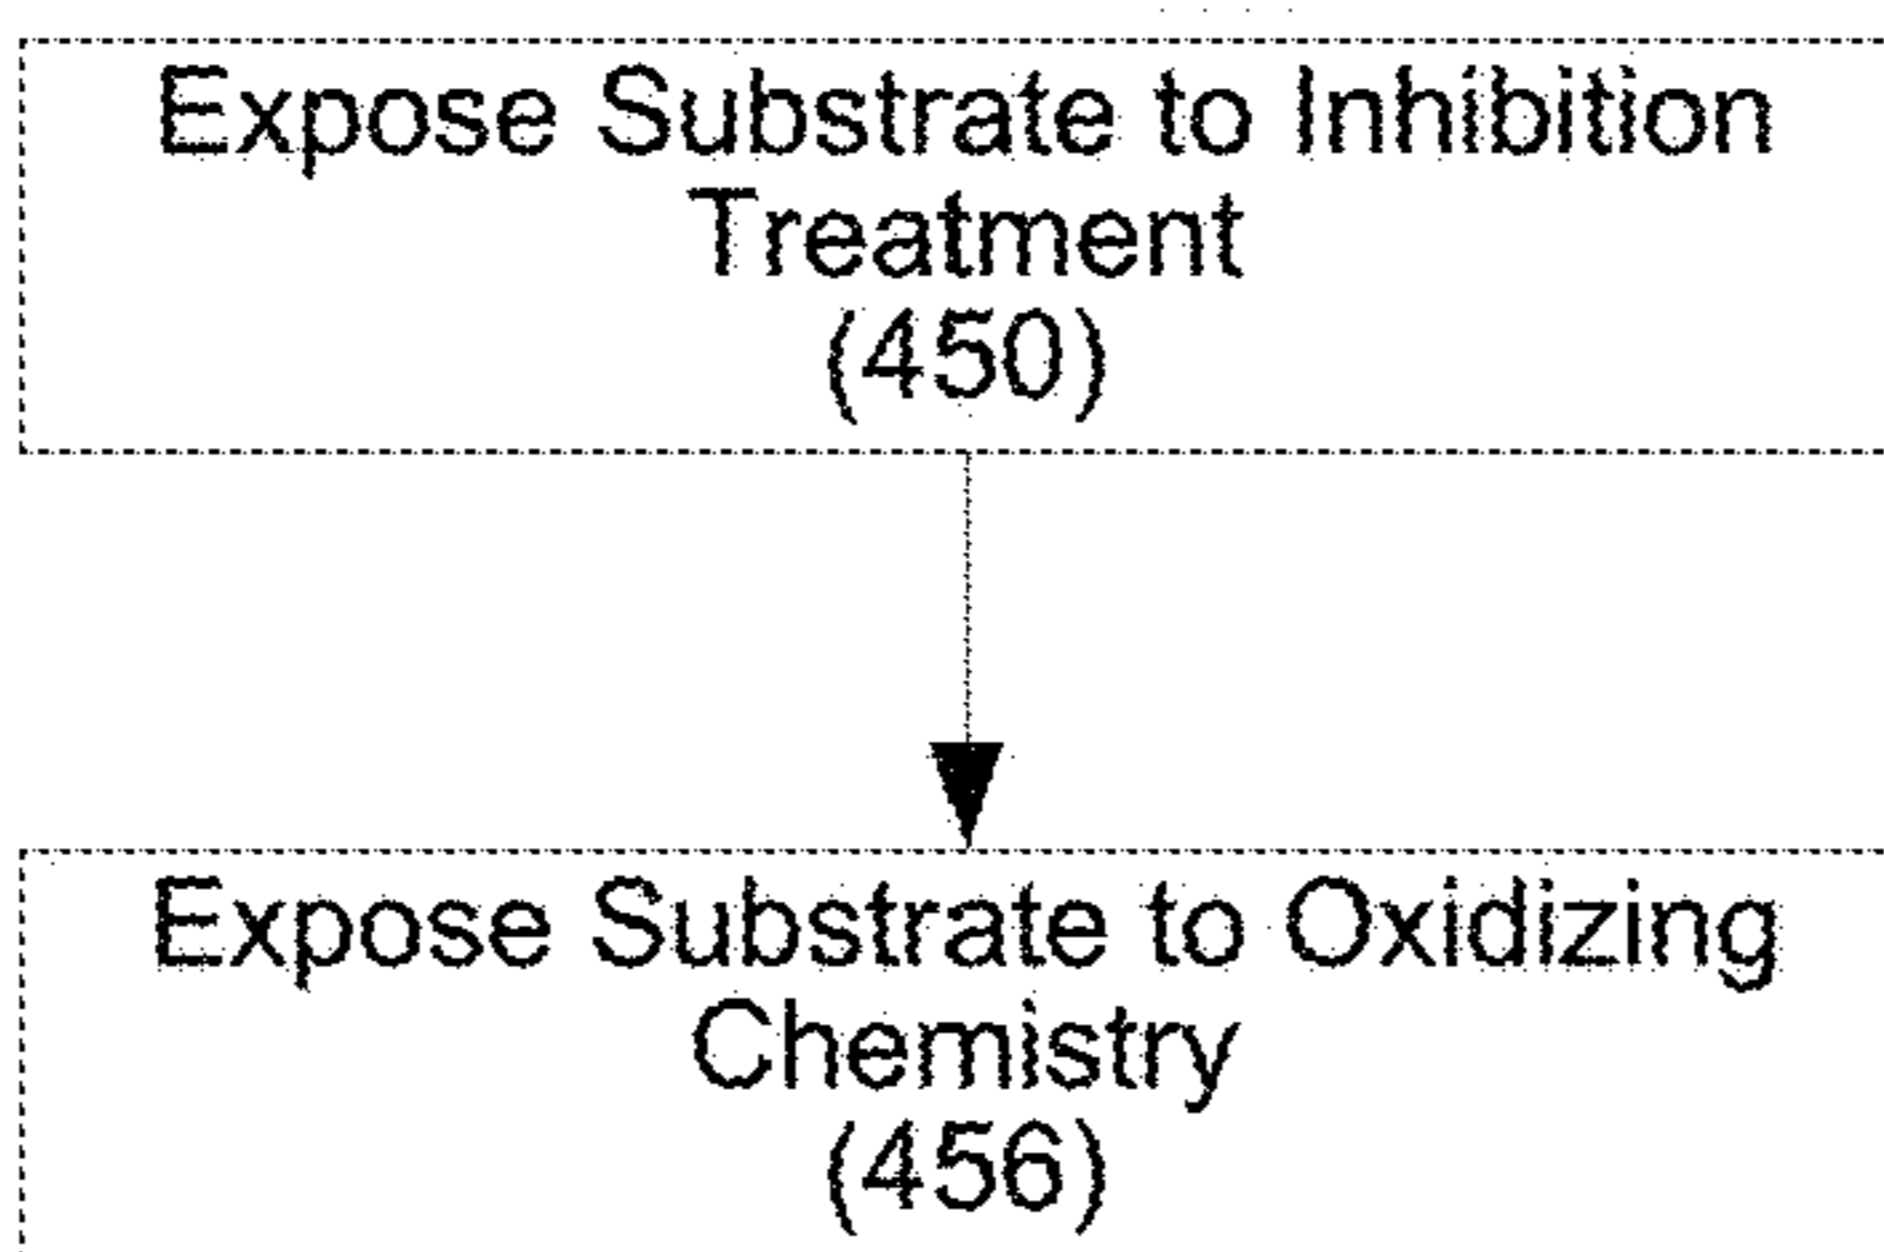 Expose Substrate to Inhibition
Treatment
(450)
Expose Substrate to Oxidizing
Chemistry
(456)